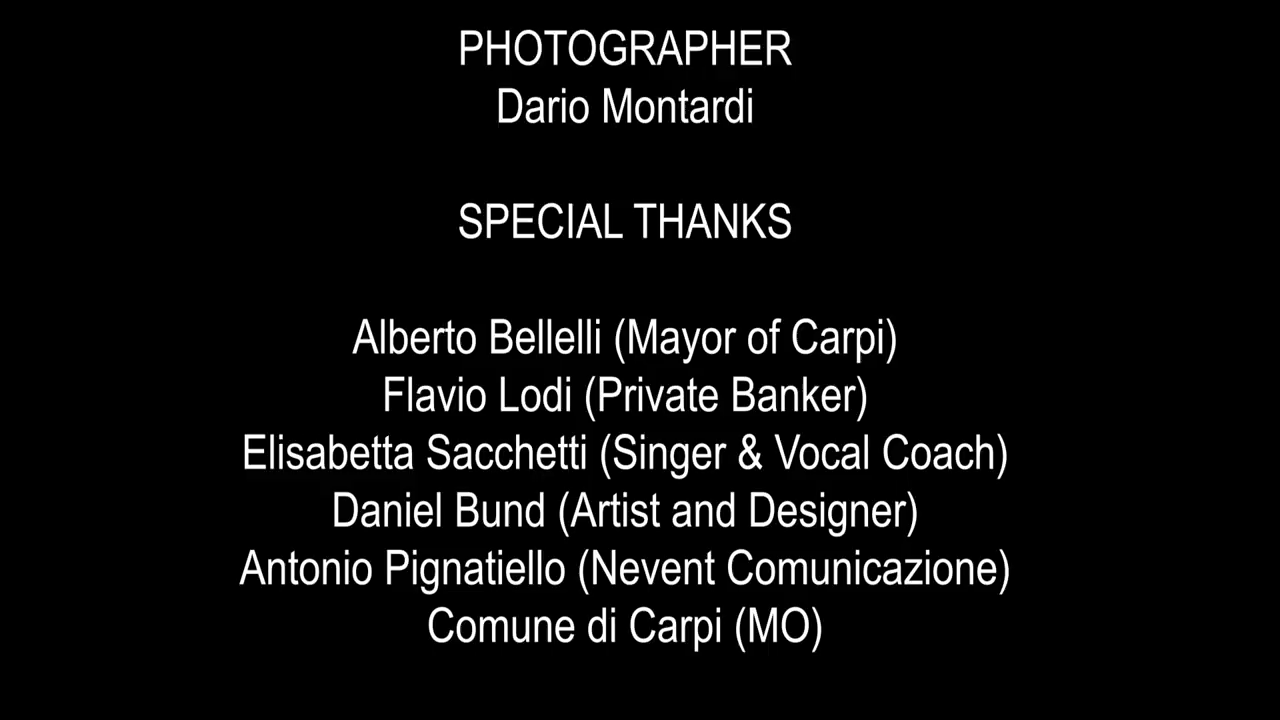 PHOTOGRAPHER
Dario Montardi
SPECIAL THANKS
Alberto Bellelli (Mayor of Carpi)
Flavio Lodi (Private Banker)
Elisabetta Sacchetti (Singer & Vocal Coach)
Daniel Bund (Artist and Designer)
Antonio Pignatiello (Nevent Comunicazione)
Comune di Carpi (MO)